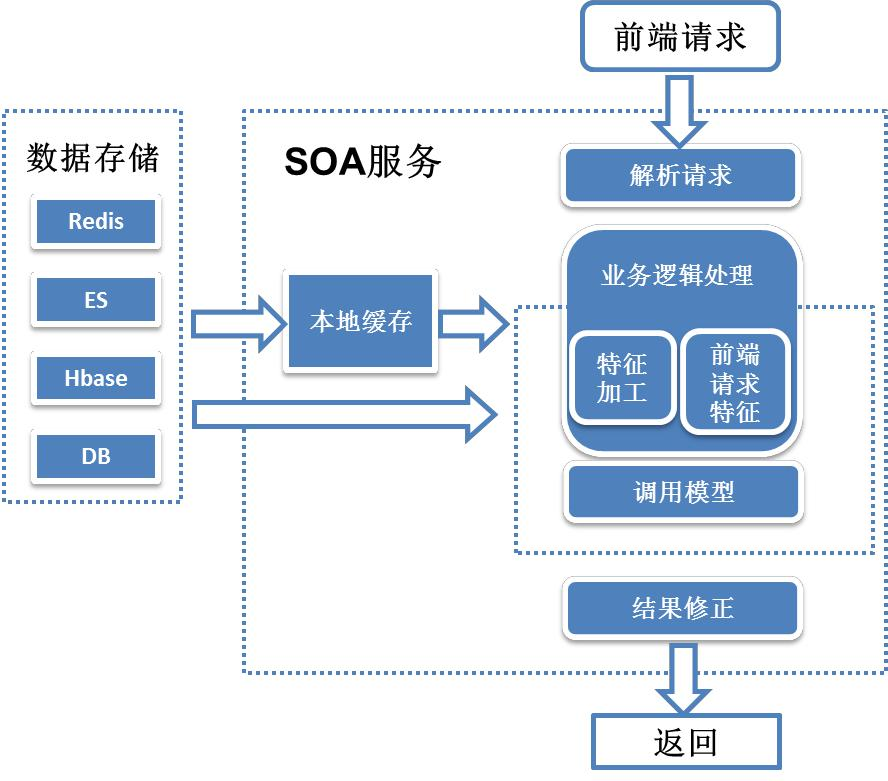 前端请求
数据存储
Redis
ES
Hbase
DB
SOA服务
本地缓存
解析请求
业务逻辑处理
特征
加工
前端
请求
特征
调用模型
结果修正
返回